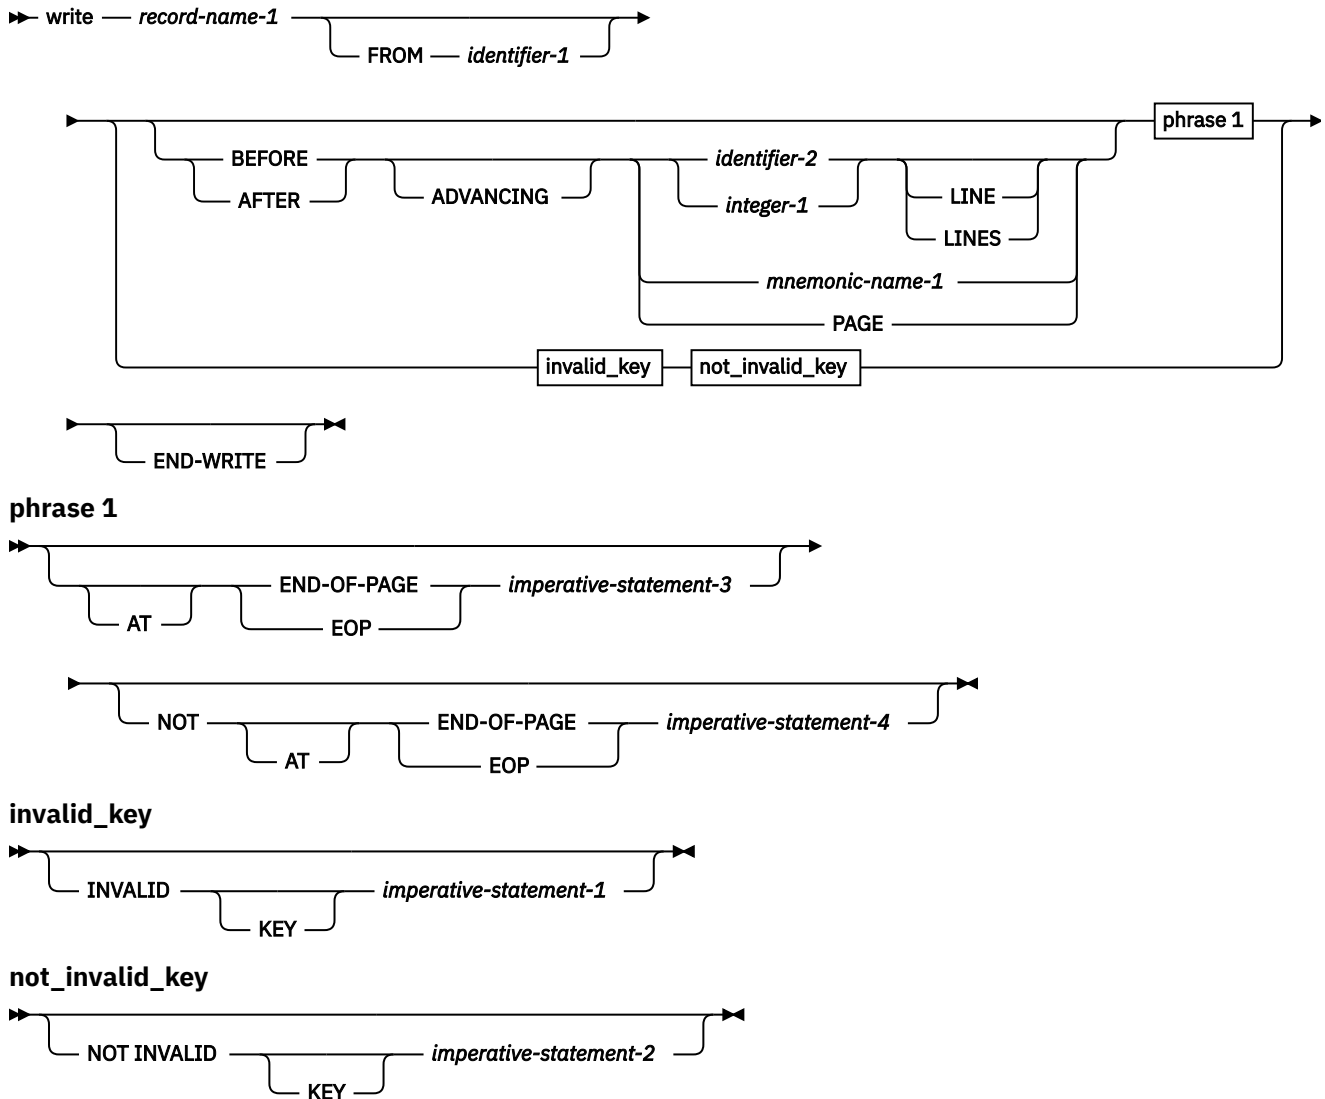 write record-name-1
FROM identifier-1
phrase 1
BEFORE identifier-2
AFTER ADVANCING integer-1 LINE
LINES
mnemonic-name-1
PAGE
invalid_key not_invalid_key
END-WRITE
phrase 1
END-OF-PAGE imperative-statement-3
AT EOP
NOT END-OF-PAGE imperative-statement-4
AT EOP
invalid_key
INVALID imperative-statement-1
KEY
not_invalid_key
NOT INVALID imperative-statement-2
KEY